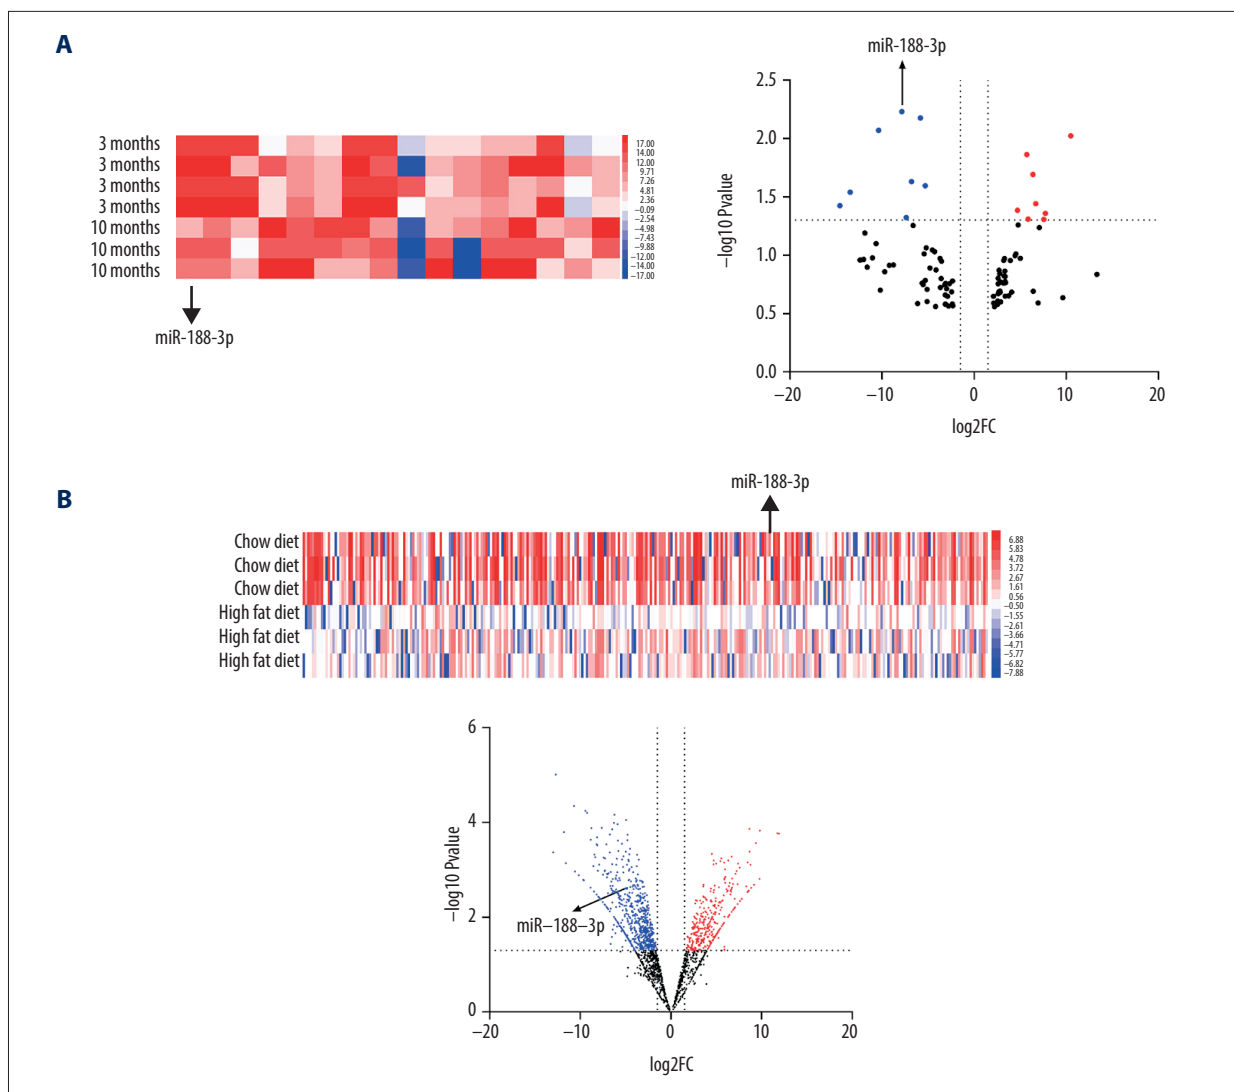 A
miR-188-3p
3 months
3 months
3 months
3 months
10 months
10 months
10 months
17.00
14.00
12.00
9.71
7.26
4.81
2.36
−0.09
−2.54
−4.98
−7.43
−9.88
−12.00
−14.00
−17.00
miR-188-3p
−log10 Pvalue
2.5
2.0
1.5
1.0
0.5
0.0
−20 −10 0 10 20
log2FC
B
miR-188-3p
Chow diet
Chow diet
Chow diet
High fat diet
High fat diet
High fat diet
6.88
5.83
4.78
3.72
2.67
1.61
0.56
−0.50
−1.55
−2.61
−3.66
−4.71
−5.77
−6.82
−7.88
−log10 Pvalue
6
4
2
0
miR−188−3p
−20 −10 0 10 20
log2FC